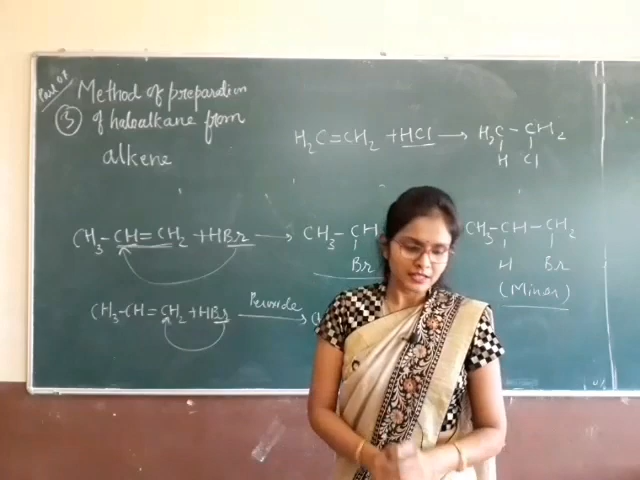 Part 01
③ Method of preparation
of haloalkane from
alkene
H₂C=CH₂ + HCl → H₂C – CH₂
H Cl
CH₃–CH=CH₂ + HBr → CH₃–CH
Br
CH₃–CH–CH₂
H Br
(Minor)
CH₃–CH=CH₂ + HBr Peroxide →